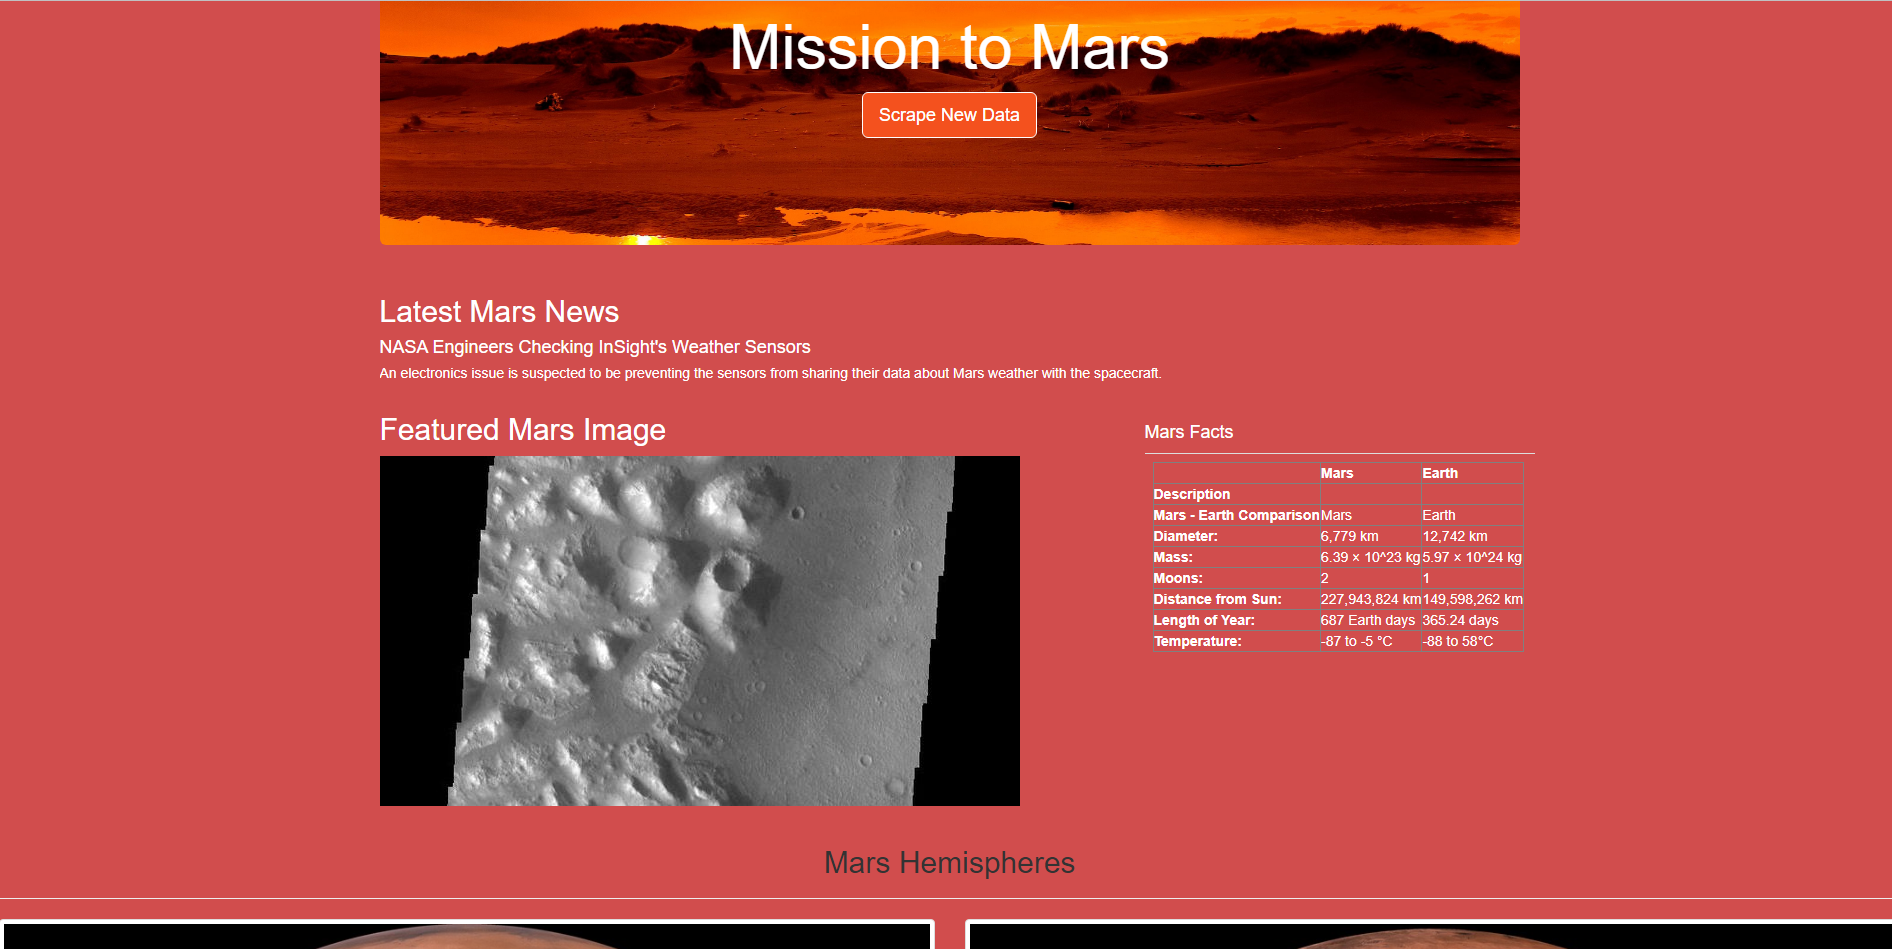 Mission to Mars
Scrape New Data
Latest Mars News
NASA Engineers Checking InSight's Weather Sensors
An electronics issue is suspected to be preventing the sensors from sharing their data about Mars weather with the spacecraft.
Featured Mars Image
Mars Facts
Mars Earth
Description
Mars - Earth Comparison Mars Earth
Diameter: 6,779 km 12,742 km
Mass: 6.39 × 10^23 kg 5.97 × 10^24 kg
Moons: 2 1
Distance from Sun: 227,943,824 km 149,598,262 km
Length of Year: 687 Earth days 365.24 days
Temperature: -87 to -5 °C -88 to 58°C
Mars Hemispheres